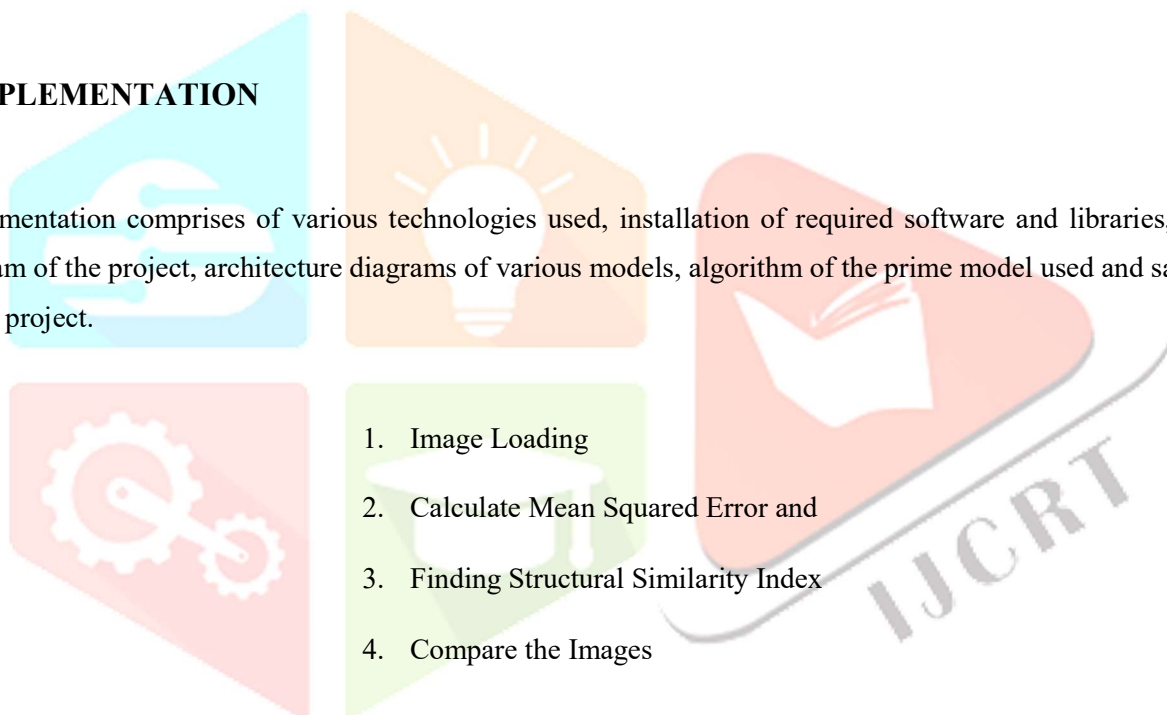 PLEMENTATION
mentation comprises of various technologies used, installation of required software and libraries,
am of the project, architecture diagrams of various models, algorithm of the prime model used and sa
project.
1. Image Loading
2. Calculate Mean Squared Error and
3. Finding Structural Similarity Index
4. Compare the Images
IJCRT